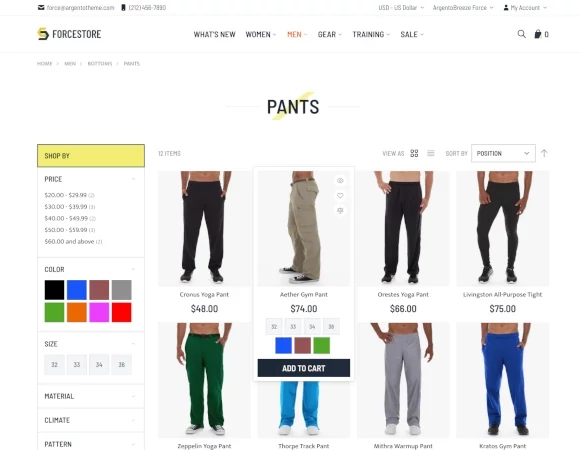 force@argentotheme.com (212)456-7890 USD - US Dollar ArgentoBreeze Force My Account
FORCESTORE WHAT'S NEW WOMEN MEN GEAR TRAINING SALE 0
HOME MEN BOTTOMS PANTS
PANTS
SHOP BY
12 ITEMS VIEW AS SORT BY POSITION
PRICE
$20.00 - $29.99 (2)
$30.00 - $39.99 (3)
$40.00 - $49.99 (2)
$50.00 - $59.99 (3)
$60.00 and above (2)
COLOR
SIZE
32 33 34 36
MATERIAL
CLIMATE
PATTERN
Cronus Yoga Pant
$48.00
Aether Gym Pant
$74.00
32 33 34 36
ADD TO CART
Orestes Yoga Pant
$66.00
Livingston All-Purpose Tight
$75.00
Zeppelin Yoga Pant
Thorpe Track Pant
Mithra Warmup Pant
Kratos Gym Pant